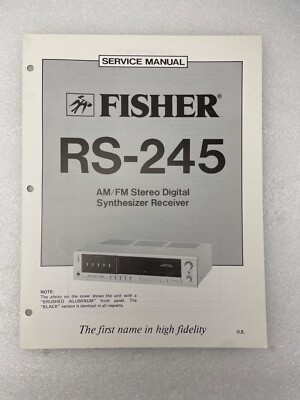 SERVICE MANUAL
FISHER®
RS-245
AM/FM Stereo Digital
Synthesizer Receiver
NOTE:
The photo on the cover shows the unit with a
"BRUSHED ALUMINUM" front panel. The
"BLACK" version is identical in all respects.
The first name in high fidelity